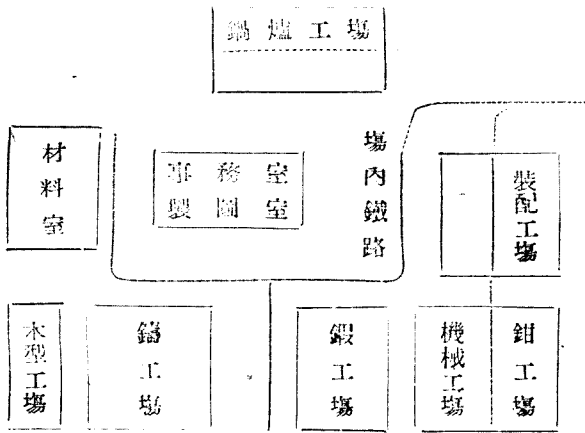 鍋爐工場
材料室
事務室
製圖室
場內鐵路
裝配工場
木型工場
鑄工場
鍛工場
機械工場
鉗工場